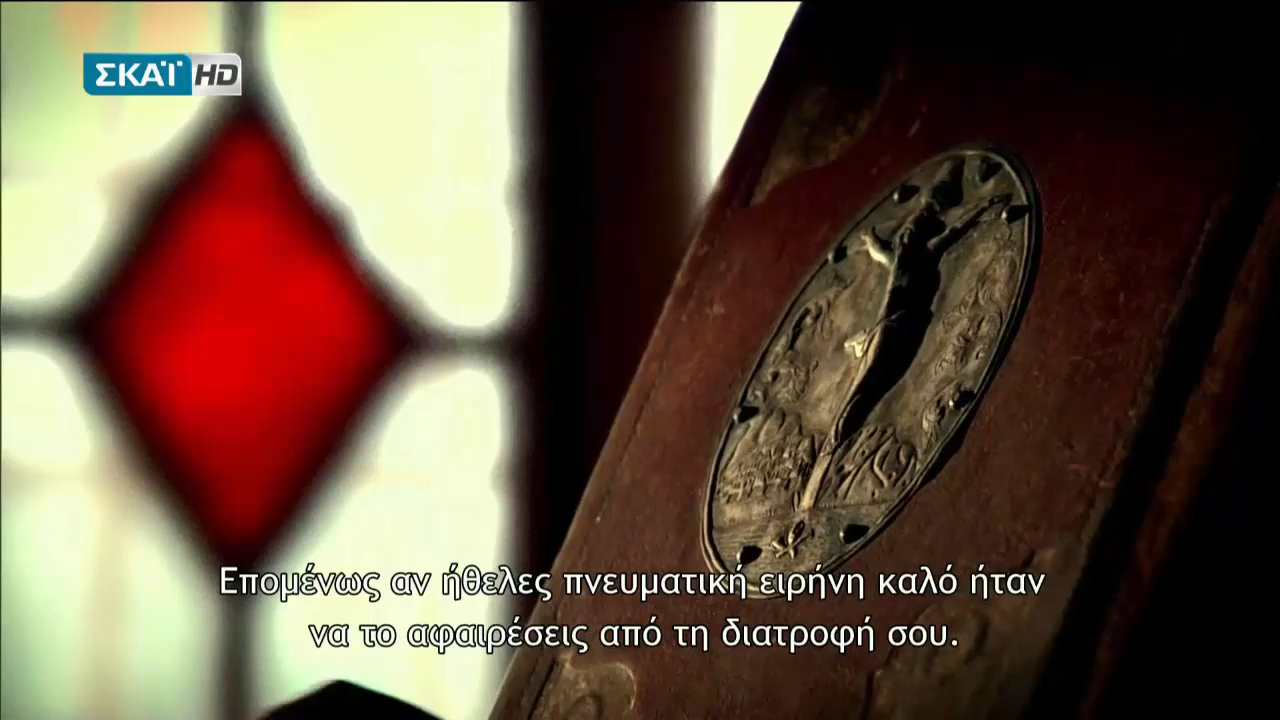 ΣΚΑΪ HD
Επομένως αν ήθελες πνευματική ειρήνη καλό ήταν
να το αφαιρέσεις από τη διατροφή σου.